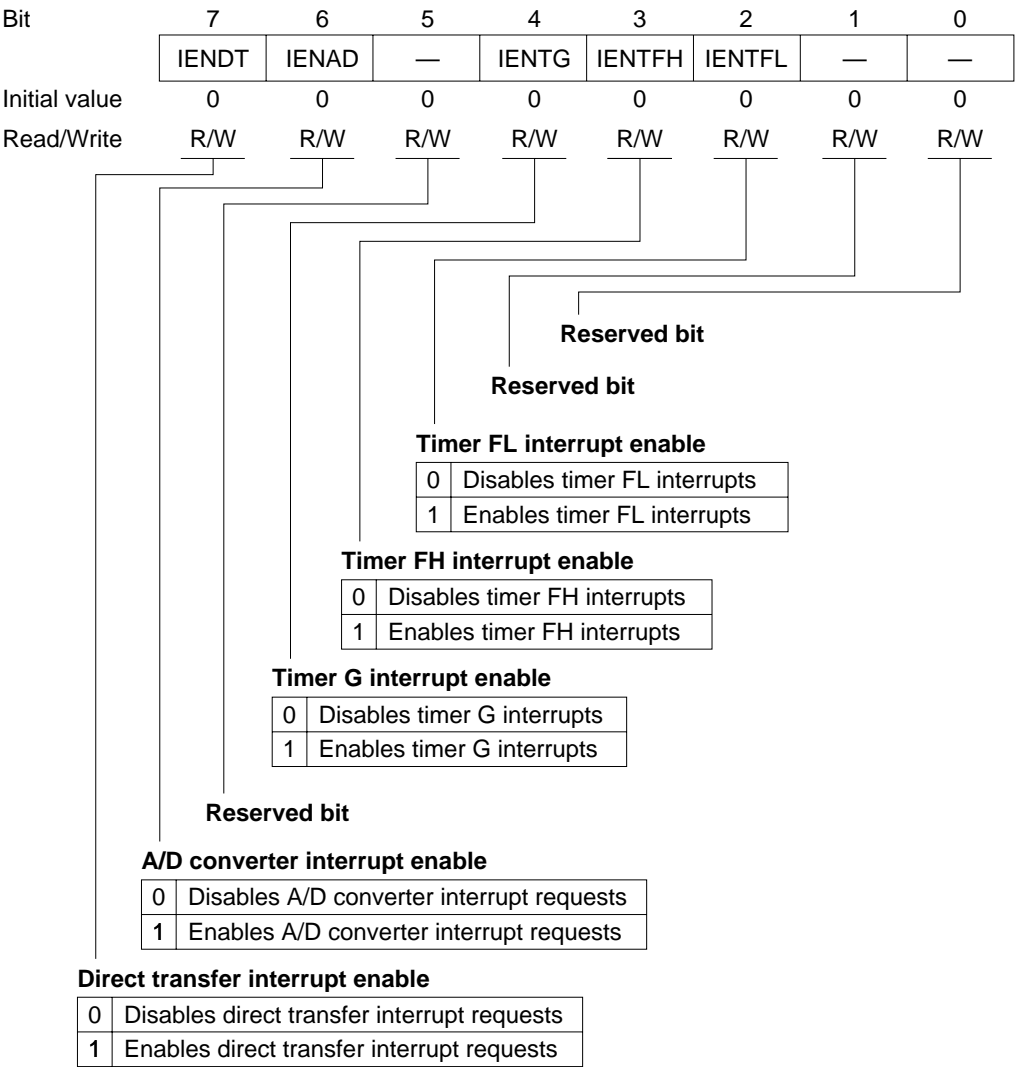 Bit 7 6 5 4 3 2 1 0
IENDT IENAD — IENTG IENTFH IENTFL — —
Initial value 0 0 0 0 0 0 0 0
Read/Write R/W R/W R/W R/W R/W R/W R/W R/W
Reserved bit
Reserved bit
Timer FL interrupt enable
0 Disables timer FL interrupts
1 Enables timer FL interrupts
Timer FH interrupt enable
0 Disables timer FH interrupts
1 Enables timer FH interrupts
Timer G interrupt enable
0 Disables timer G interrupts
1 Enables timer G interrupts
Reserved bit
A/D converter interrupt enable
0 Disables A/D converter interrupt requests
1 Enables A/D converter interrupt requests
Direct transfer interrupt enable
0 Disables direct transfer interrupt requests
1 Enables direct transfer interrupt requests